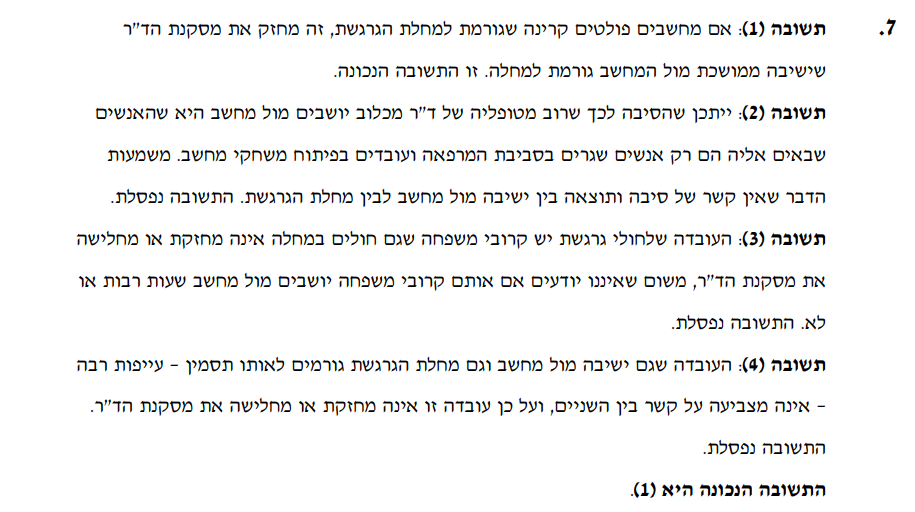 7. תשובה (1): אם מחשבים פולטים קרינה שגורמת למחלת הגרגשת, זה מחזק את מסקנת הד"ר
שישיבה ממושכת מול המחשב גורמת למחלה. זו התשובה הנכונה.
תשובה (2): ייתכן שהסיבה לכך שרוב מטופליה של ד"ר מכלוב יושבים מול מחשב היא שהאנשים
שבאים אליה הם רק אנשים שגרים בסביבת המרפאה ועובדים בפיתוח משחקי מחשב. משמעות
הדבר שאין קשר של סיבה ותוצאה בין ישיבה מול מחשב לבין מחלת הגרגשת. התשובה נפסלת.
תשובה (3): העובדה שלחולי גרגשת יש קרובי משפחה שגם חולים במחלה אינה מחזקת או מחלישה
את מסקנת הד"ר, משום שאיננו יודעים אם אותם קרובי משפחה יושבים מול מחשב שעות רבות או
לא. התשובה נפסלת.
תשובה (4): העובדה שגם ישיבה מול מחשב וגם מחלת הגרגשת גורמים לאותו תסמין – עייפות רבה
– אינה מצביעה על קשר בין השניים, ועל כן עובדה זו אינה מחזקת או מחלישה את מסקנת הד"ר.
התשובה נפסלת.
התשובה הנכונה היא (1).